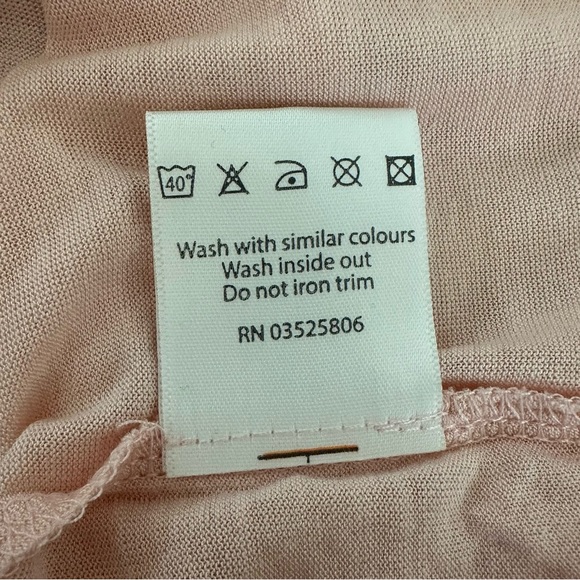 40°
Wash with similar colours
Wash inside out
Do not iron trim
RN 03525806